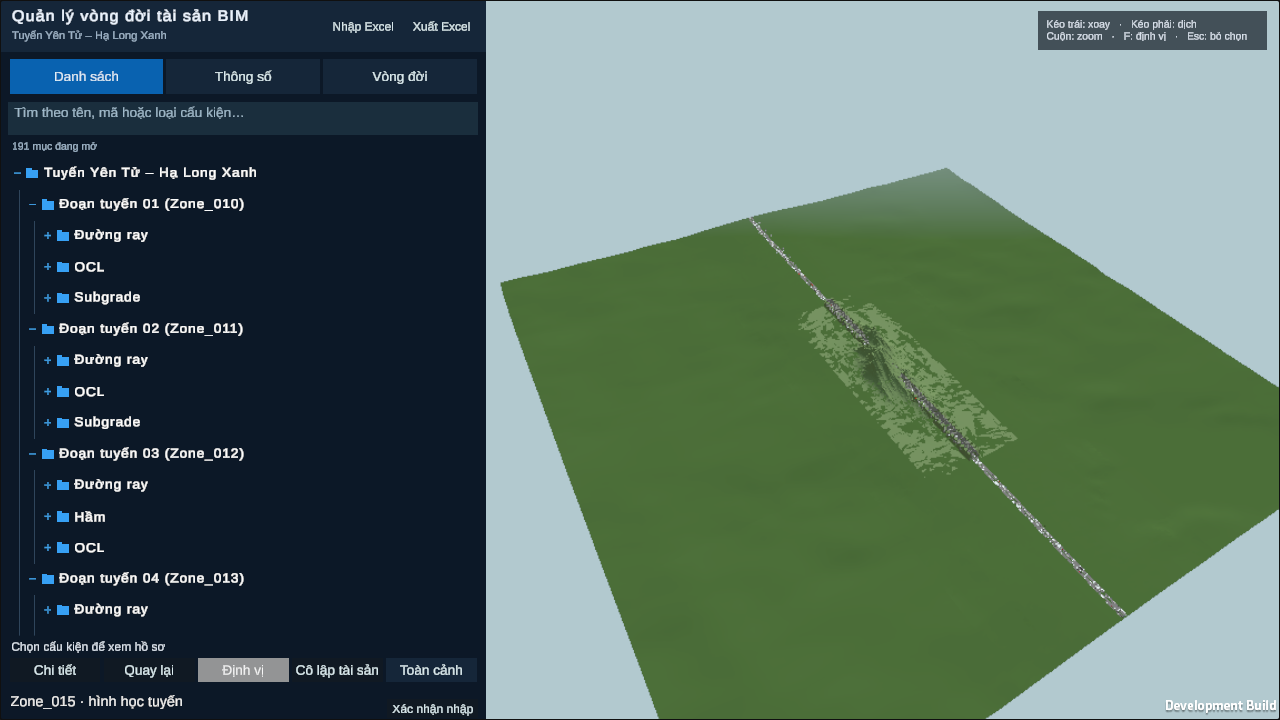 Quản lý vòng đời tài sản BIM
Tuyến Yên Tử – Hạ Long Xanh
Nhập Excel
Xuất Excel
Danh sách
Thông số
Vòng đời
Tìm theo tên, mã hoặc loại cấu kiện...
191 mục đang mở
– Tuyến Yên Tử – Hạ Long Xanh
– Đoạn tuyến 01 (Zone_010)
+ Đường ray
+ OCL
+ Subgrade
– Đoạn tuyến 02 (Zone_011)
+ Đường ray
+ OCL
+ Subgrade
– Đoạn tuyến 03 (Zone_012)
+ Đường ray
+ Hầm
+ OCL
– Đoạn tuyến 04 (Zone_013)
+ Đường ray
Chọn cấu kiện để xem hồ sơ
Chi tiết
Quay lại
Định vị
Cô lập tài sản
Toàn cảnh
Zone_015 · hình học tuyến
Xác nhận nhập
Kéo trái: xoay · Kéo phải: dịch
Cuộn: zoom · F: định vị · Esc: bỏ chọn
Development Build